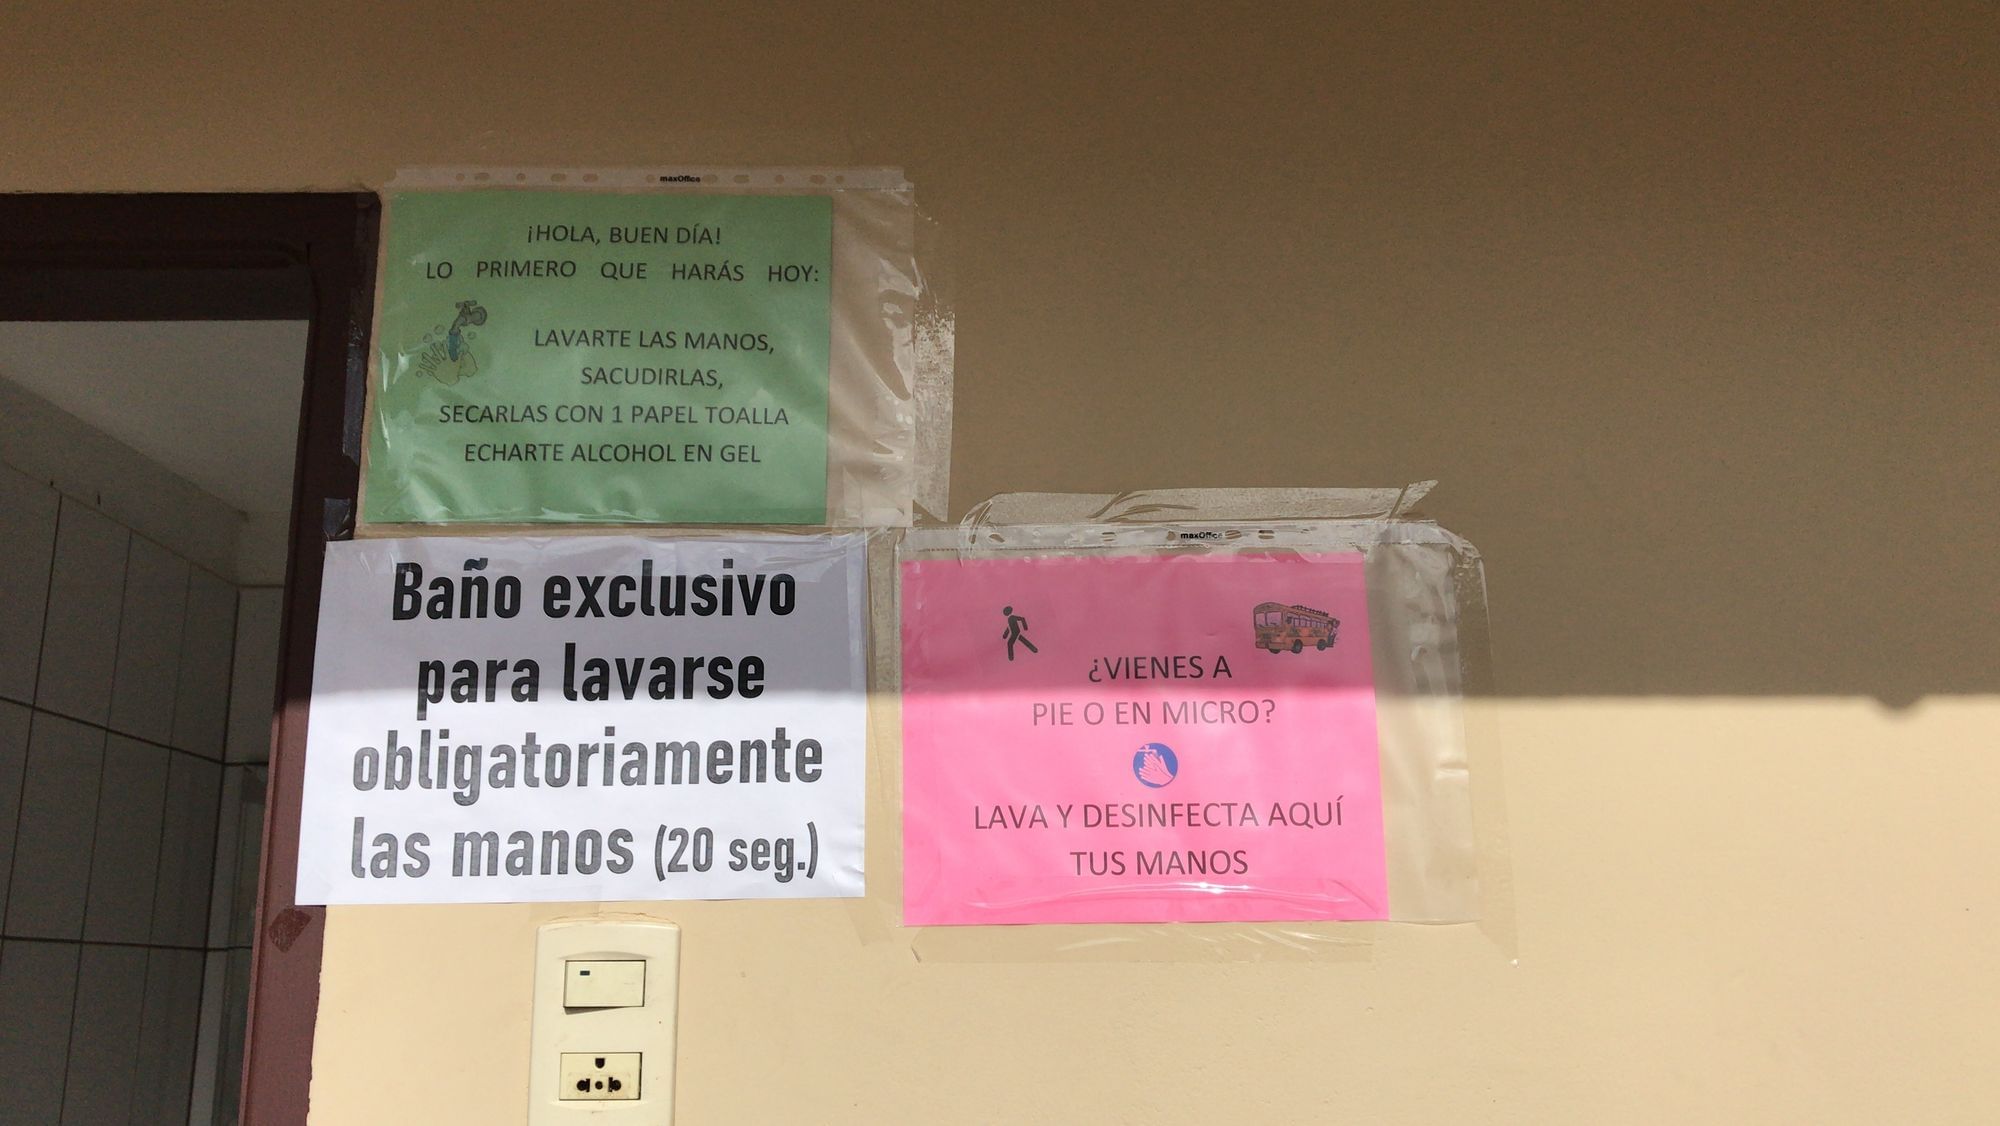 maxOffice
¡HOLA, BUEN DÍA!
LO PRIMERO QUE HARÁS HOY:
LAVARTE LAS MANOS,
SACUDIRLAS,
SECARLAS CON 1 PAPEL TOALLA
ECHARTE ALCOHOL EN GEL
Baño exclusivo
para lavarse
obligatoriamente
las manos (20 seg.)
maxOffice
¿VIENES A
PIE O EN MICRO?
LAVA Y DESINFECTA AQUÍ
TUS MANOS